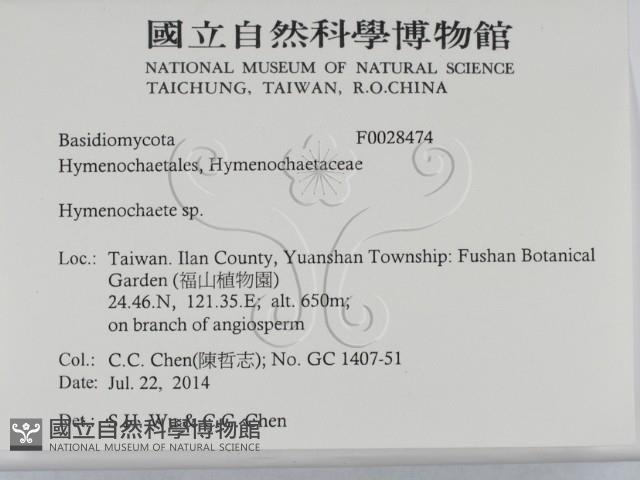 國立自然科學博物館
NATIONAL MUSEUM OF NATURAL SCIENCE
TAICHUNG, TAIWAN, R.O.CHINA
Basidiomycota F0028474
Hymenochaetales, Hymenochaetaceae
Hymenochaete sp.
Loc.: Taiwan. Ilan County, Yuanshan Township: Fushan Botanical
Garden (福山植物園)
24.46.N, 121.35.E; alt. 650m;
on branch of angiosperm
Col.: C.C. Chen(陳哲志); No. GC 1407-51
Date: Jul. 22, 2014
Det.: S.H. Wu & C.C. Chen
國立自然科學博物館
NATIONAL MUSEUM OF NATURAL SCIENCE